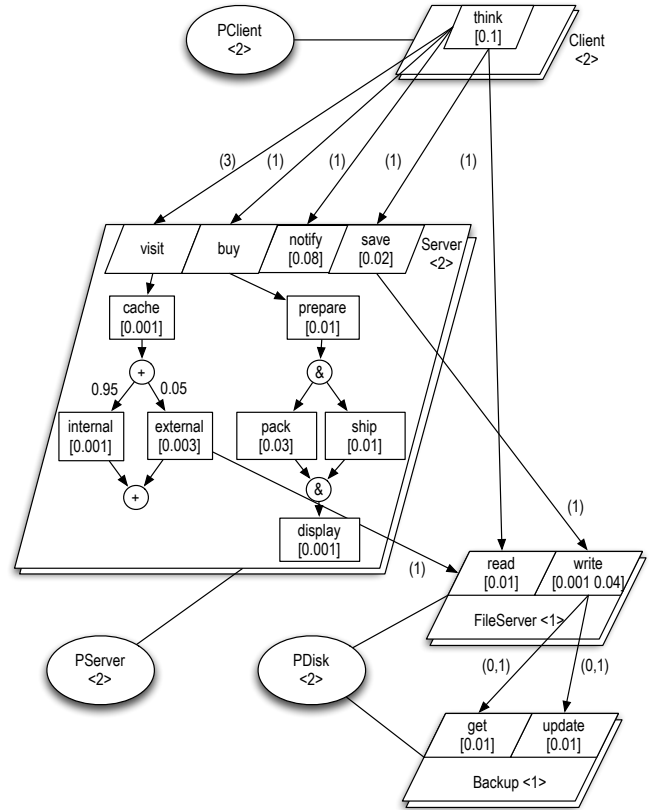 PClient
<2>
think
[0.1]
Client
<2>
(3)
(1)
(1)
(1)
(1)
visit
buy
notify
[0.08]
save
[0.02]
Server
<2>
cache
[0.001]
prepare
[0.01]
+
&
0.95
0.05
internal
[0.001]
external
[0.003]
pack
[0.03]
ship
[0.01]
+
&
display
[0.001]
(1)
(1)
read
[0.01]
write
[0.001 0.04]
FileServer <1>
PServer
<2>
PDisk
<2>
(0,1)
(0,1)
get
[0.01]
update
[0.01]
Backup <1>